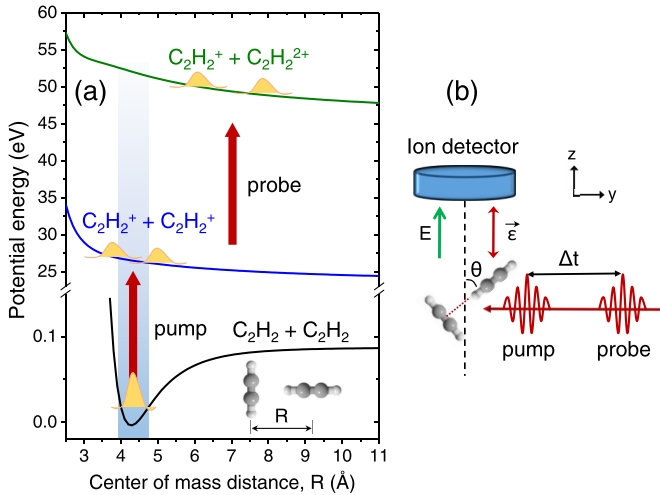 (a)
60
55
50
45
40
35
30
25
0.1
0.0
Potential energy (eV)
C₂H₂⁺ + C₂H₂²⁺
probe
C₂H₂⁺ + C₂H₂⁺
pump
C₂H₂ + C₂H₂
R
3 4 5 6 7 8 9 10 11
Center of mass distance, R (Å)
(b)
Ion detector
z
y
E
ε⃗
θ
Δt
pump probe